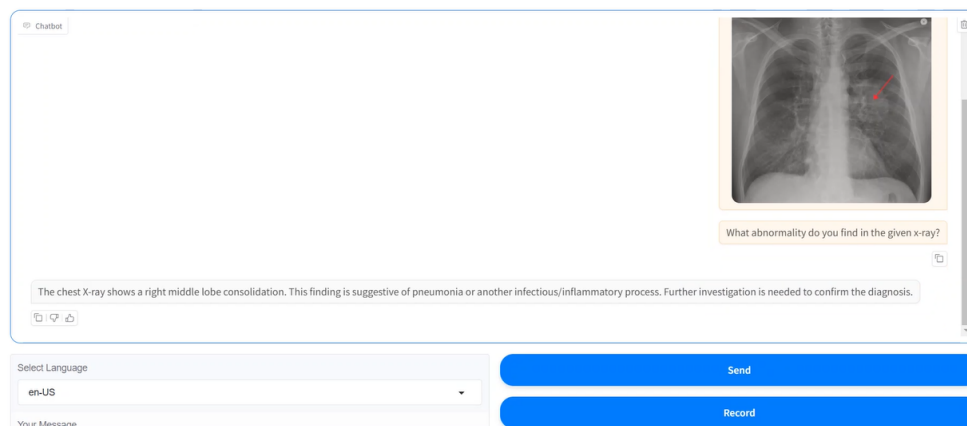 Chatbot
What abnormality do you find in the given x-ray?
The chest X-ray shows a right middle lobe consolidation. This finding is suggestive of pneumonia or another infectious/inflammatory process. Further investigation is needed to confirm the diagnosis.
Select Language
Send
en-US
Record
Your Message